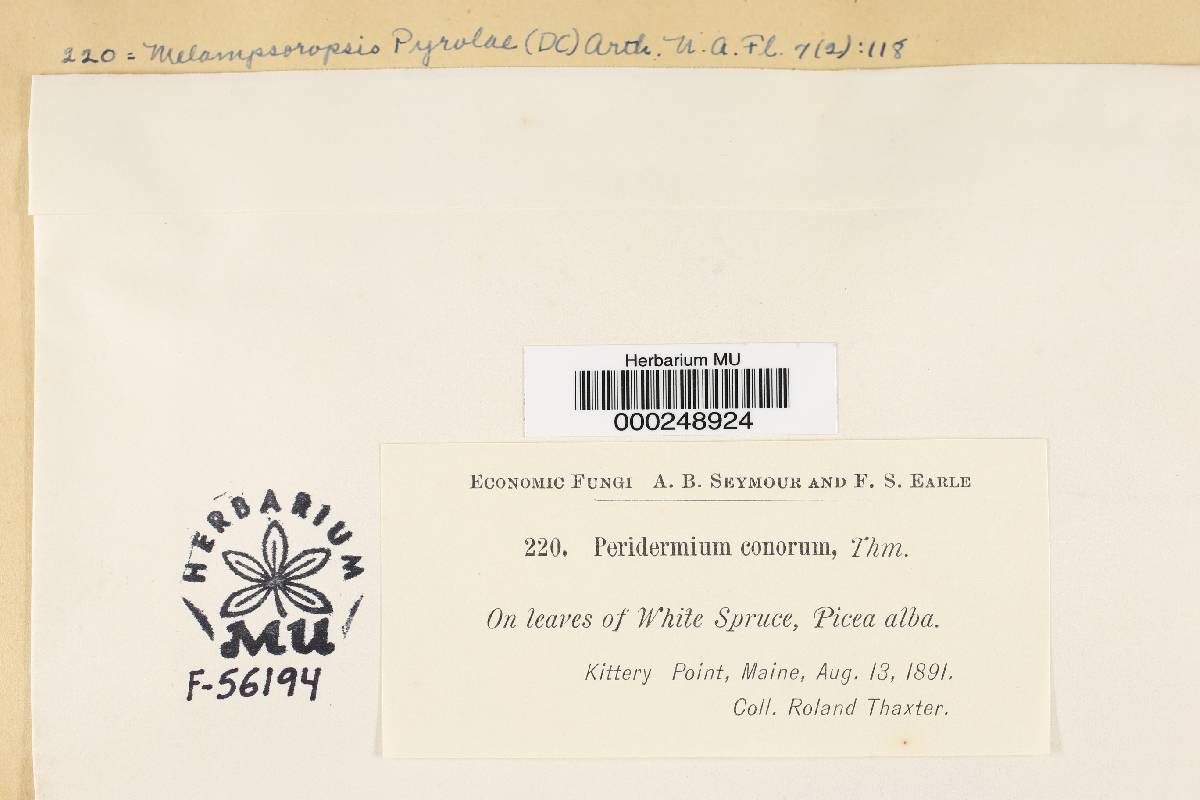 220 = Melampsoropsis Pyrolae (DC) Arth. N. A. Fl. 7(2):118
Herbarium MU
000248924
ECONOMIC FUNGI A. B. SEYMOUR AND F. S. EARLE
220. Peridermium conorum, Thm.
On leaves of White Spruce, Picea alba.
Kittery Point, Maine, Aug. 13, 1891.
Coll. Roland Thaxter.
HERBARIUM
MU
F-56194